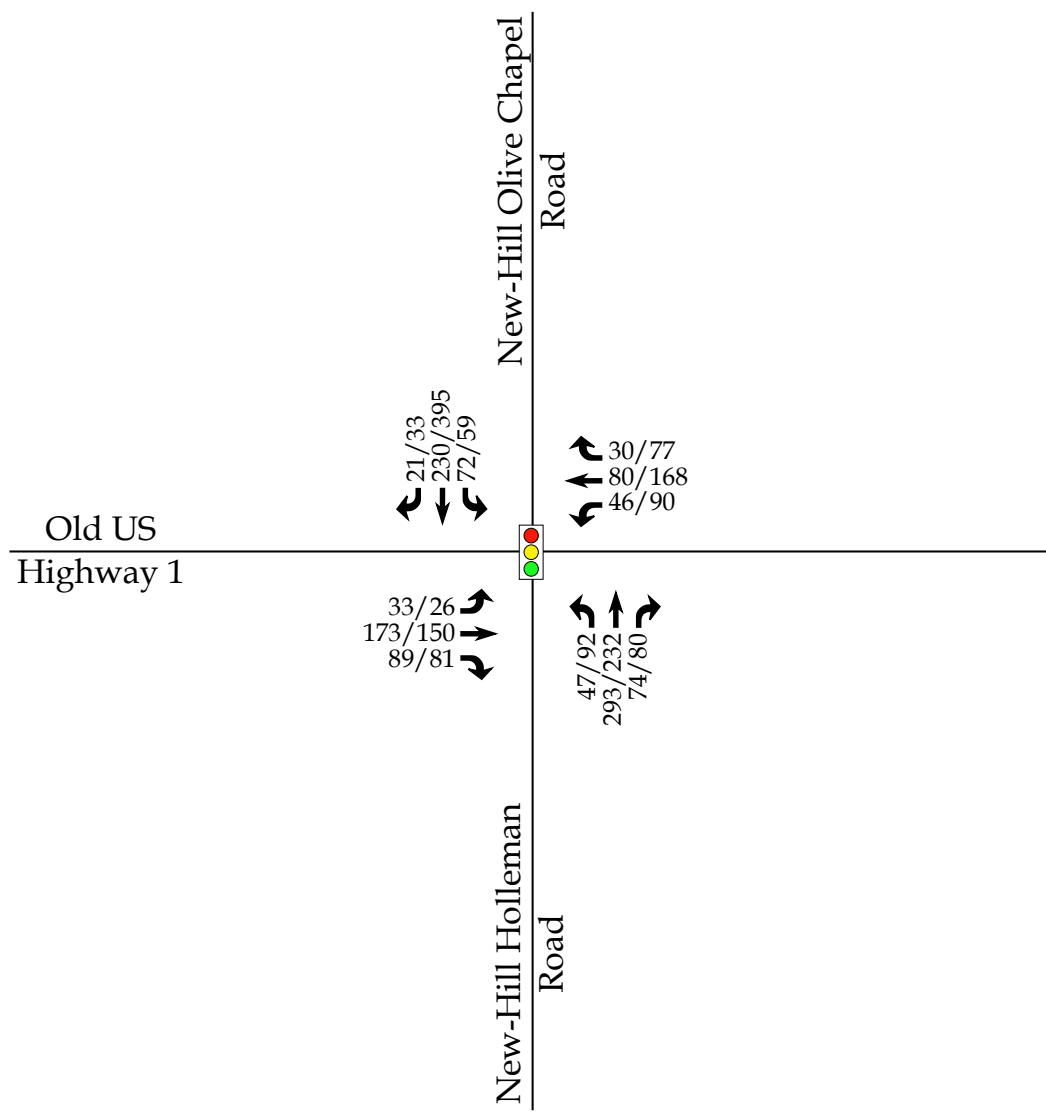 New-Hill Olive Chapel
Road
21/33
230/395
72/59
30/77
80/168
46/90
Old US
Highway 1
33/26
173/150
89/81
47/92
293/232
74/80
New-Hill Holleman
Road